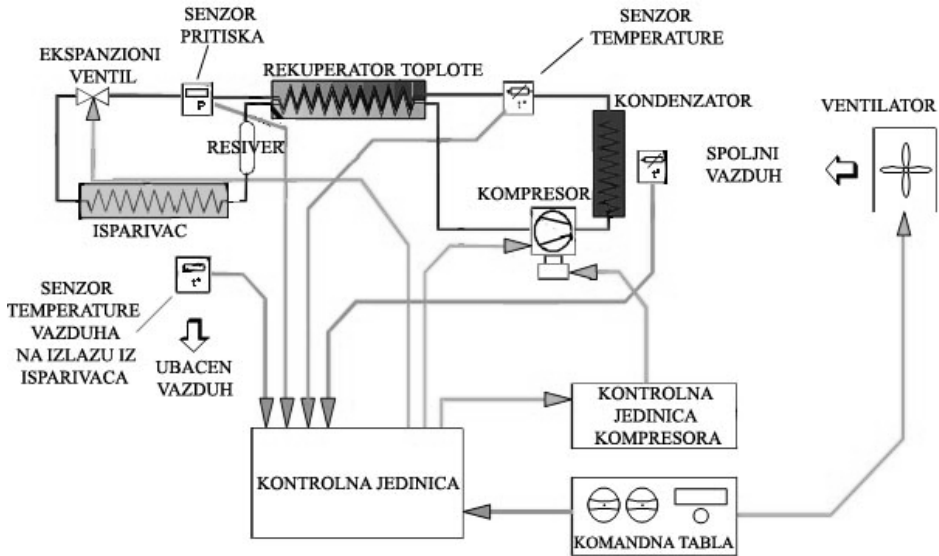 SENZOR
PRITISKA
SENZOR
TEMPERATURE
EKSPANZIONI
VENTIL
REKUPERATOR TOPLOTE
KONDENZATOR
VENTILATOR
P
t°
RESIVER
t°
SPOLJNI
VAZDUH
KOMPRESOR
ISPARIVAC
t°
SENZOR
TEMPERATURE
VAZDUHA
NA IZLAZU IZ
ISPARIVACA
UBACEN
VAZDUH
KONTROLNA
JEDINICA
KOMPRESORA
KONTROLNA JEDINICA
KOMANDNA TABLA